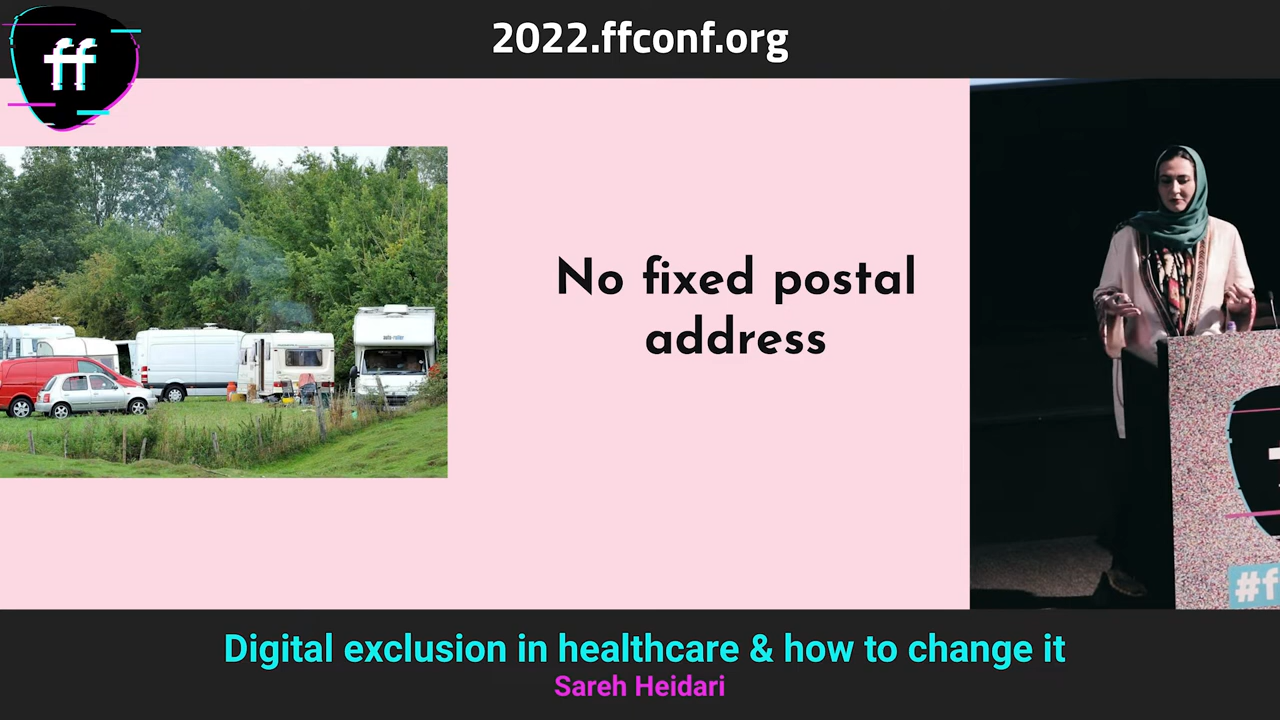 2022.ffconf.org
ff
No fixed postal
address
#f
Digital exclusion in healthcare & how to change it
Sareh Heidari